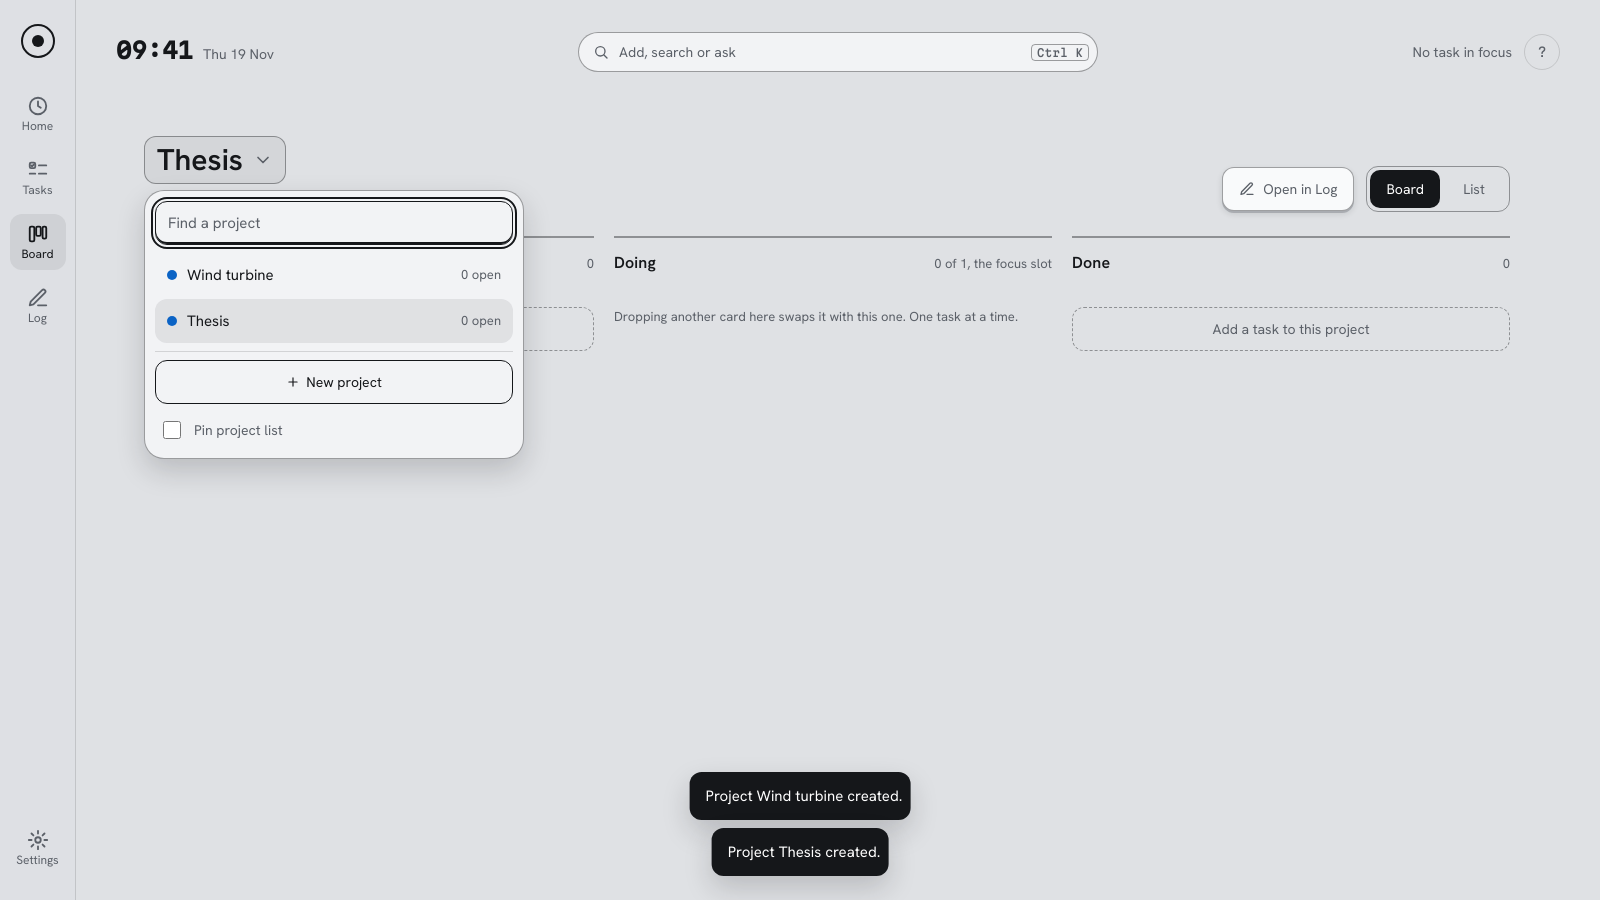 09:41 Thu 19 Nov
Add, search or ask
Ctrl K
No task in focus
?
Home
Tasks
Board
Log
Settings
Thesis
Open in Log
Board
List
Find a project
Wind turbine 0 open
Thesis 0 open
+ New project
Pin project list
0
Doing 0 of 1, the focus slot
Dropping another card here swaps it with this one. One task at a time.
Done 0
Add a task to this project
Project Wind turbine created.
Project Thesis created.